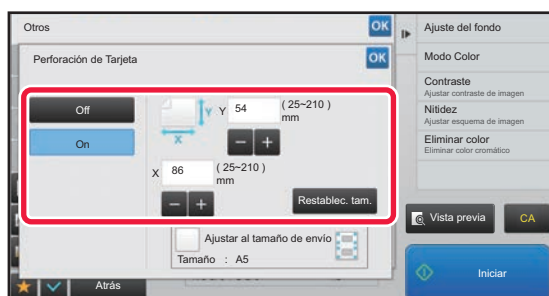 Otros
OK
Perforación de Tarjeta
OK
Off
On
Y
Y 54 ( 25~210 )
mm
X
X 86 ( 25~210 )
mm
Restablec. tam.
Ajustar al tamaño de envío
Tamaño : A5
Atrás
Ajuste del fondo
Modo Color
Contraste
Ajustar contraste de imagen
Nitidez
Ajustar esquema de imagen
Eliminar color
Eliminar color cromático
Vista previa
CA
Iniciar